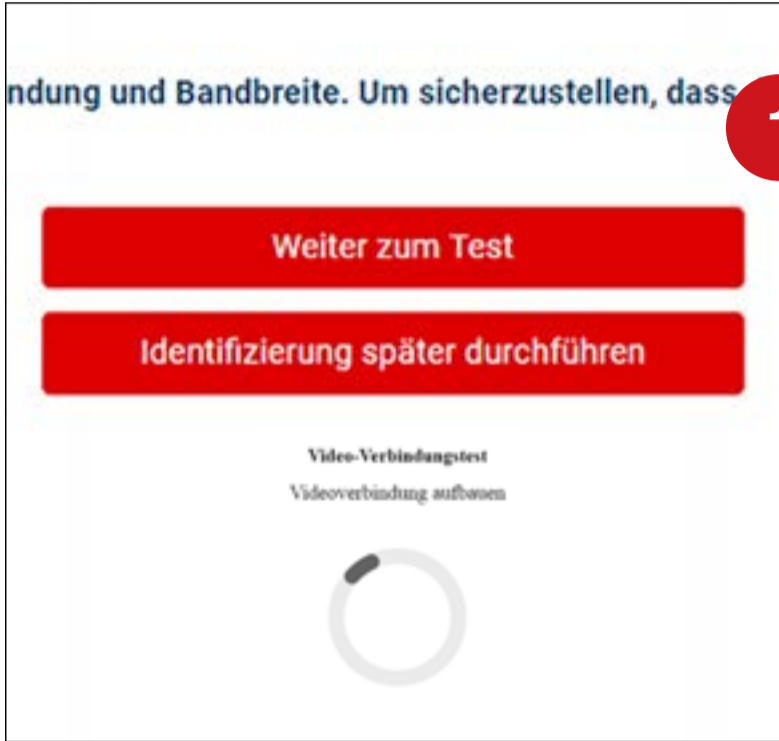 ndung und Bandbreite. Um sicherzustellen, dass
1
Weiter zum Test
Identifizierung später durchführen
Video-Verbindungstest
Videoverbindung aufbauen